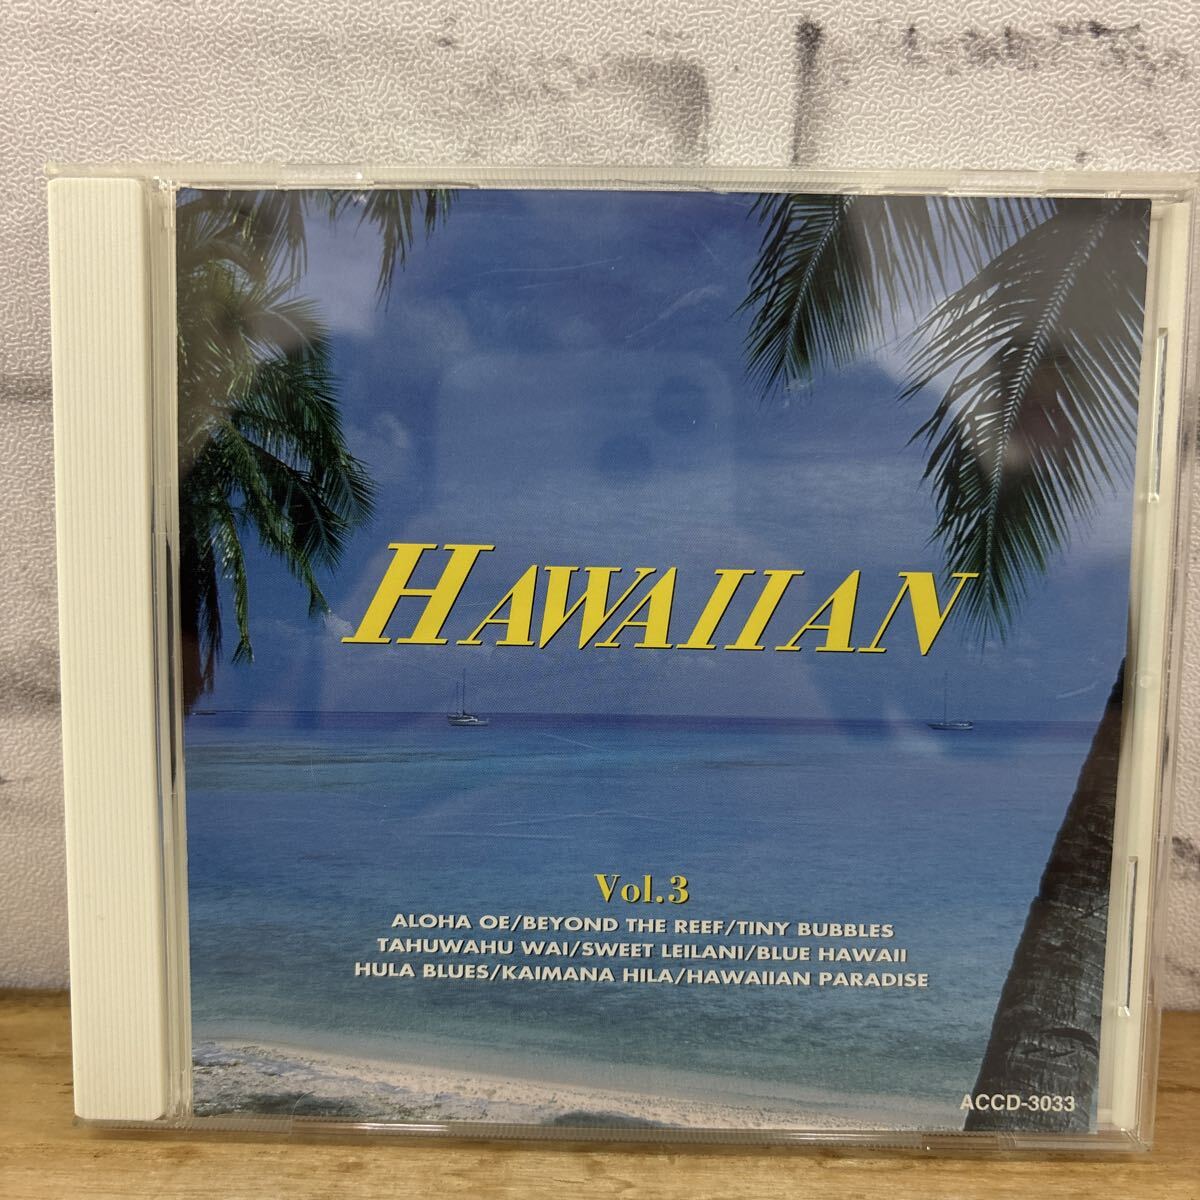 HAWAIIAN
Vol.3
ALOHA OE/BEYOND THE REEF/TINY BUBBLES
TAHUWAHU WAI/SWEET LEILANI/BLUE HAWAII
HULA BLUES/KAIMANA HILA/HAWAIIAN PARADISE
ACCD-3033